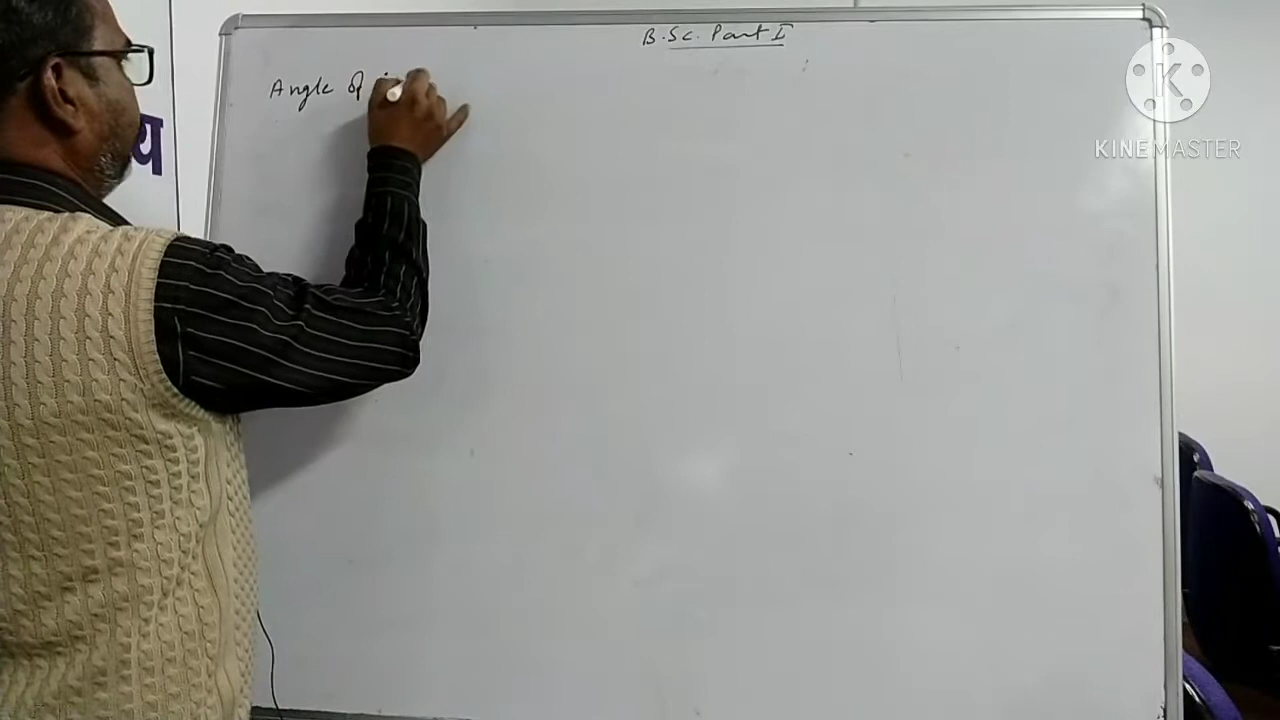 B.Sc. Part I
Angle of
य
K
KINEMASTER